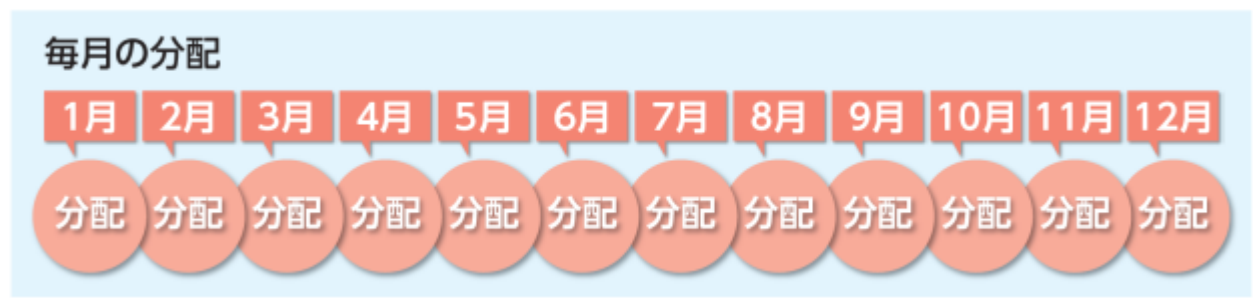 毎月の分配
1月 2月 3月 4月 5月 6月 7月 8月 9月 10月 11月 12月
分配 分配 分配 分配 分配 分配 分配 分配 分配 分配 分配 分配